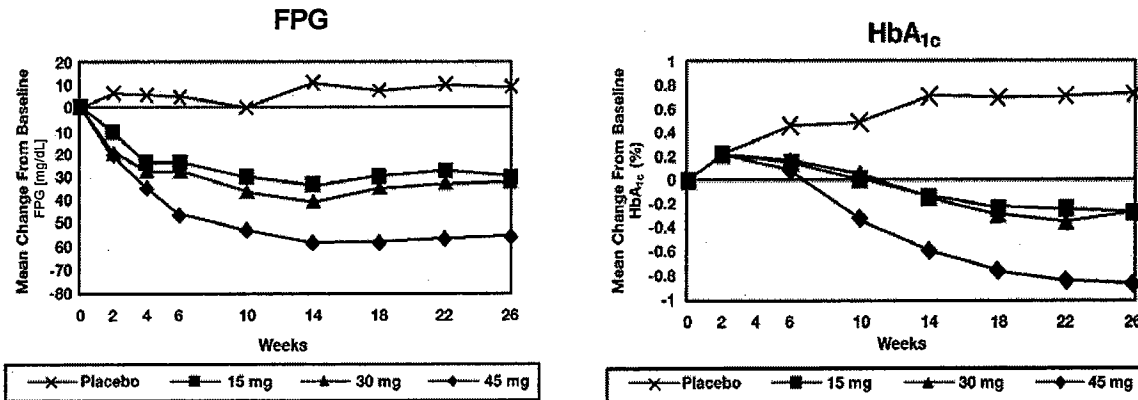 FPG
20
10
0
10
20
30
40
50
60
-70
-80
Mean Change From Baseline
FPG [mg/dL]
0 2 4 6 10 14 18 22 26
Weeks
Placebo 15 mg 30 mg 45 mg
HbA1c
1
0.8
0.6
0.4
0.2
0
-0.2
-0.4
-0.6
-0.8
-1
Mean Change From Baseline
HbA1c (%)
0 2 4 6 10 14 18 22 26
Weeks
Placebo 15 mg 30 mg 45 mg